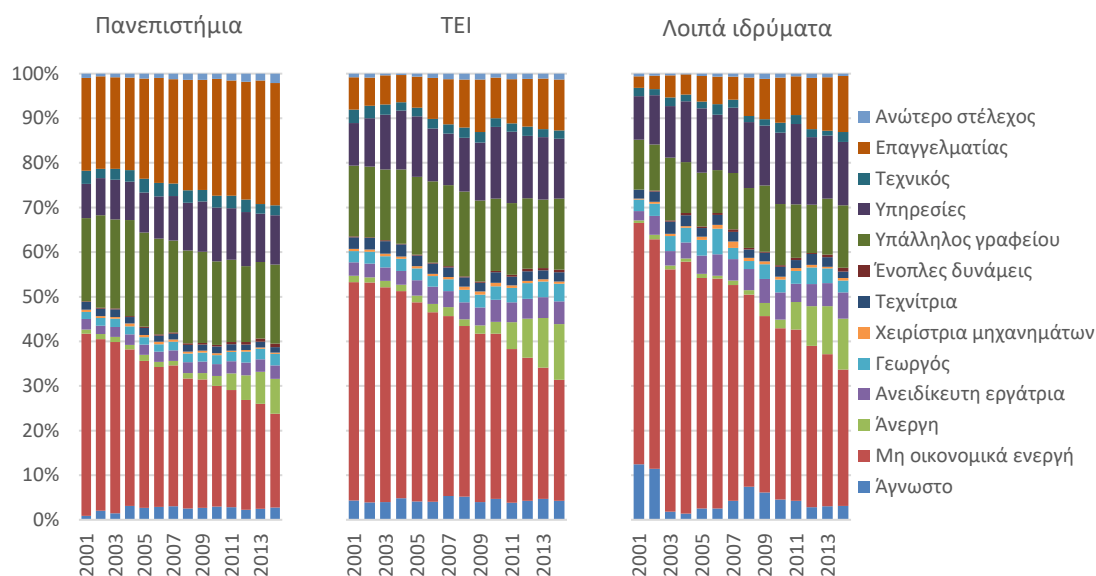 Πανεπιστήμια
ΤΕΙ
Λοιπά ιδρύματα
100%
90%
80%
70%
60%
50%
40%
30%
20%
10%
0%
2001 2003 2005 2007 2009 2011 2013
2001 2003 2005 2007 2009 2011 2013
2001 2003 2005 2007 2009 2011 2013
Ανώτερο στέλεχος
Επαγγελματίας
Τεχνικός
Υπηρεσίες
Υπάλληλος γραφείου
Ένοπλες δυνάμεις
Τεχνίτρια
Χειρίστρια μηχανημάτων
Γεωργός
Ανειδίκευτη εργάτρια
Άνεργη
Μη οικονομικά ενεργή
Άγνωστο